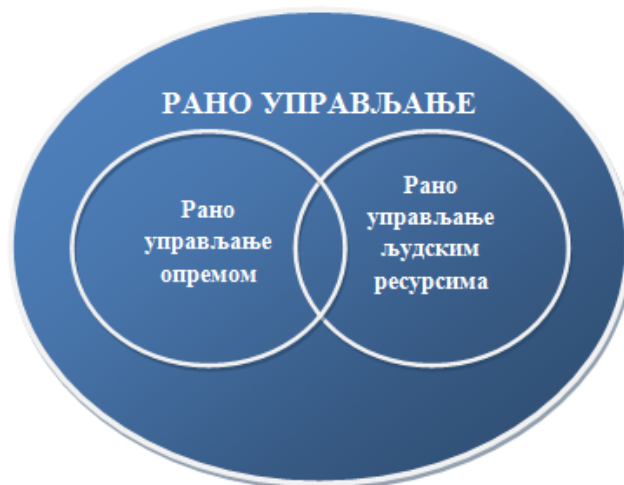 РАНО УПРАВЉАЊЕ
Рано
управљање
опремом
Рано
управљање
људским
ресурсима